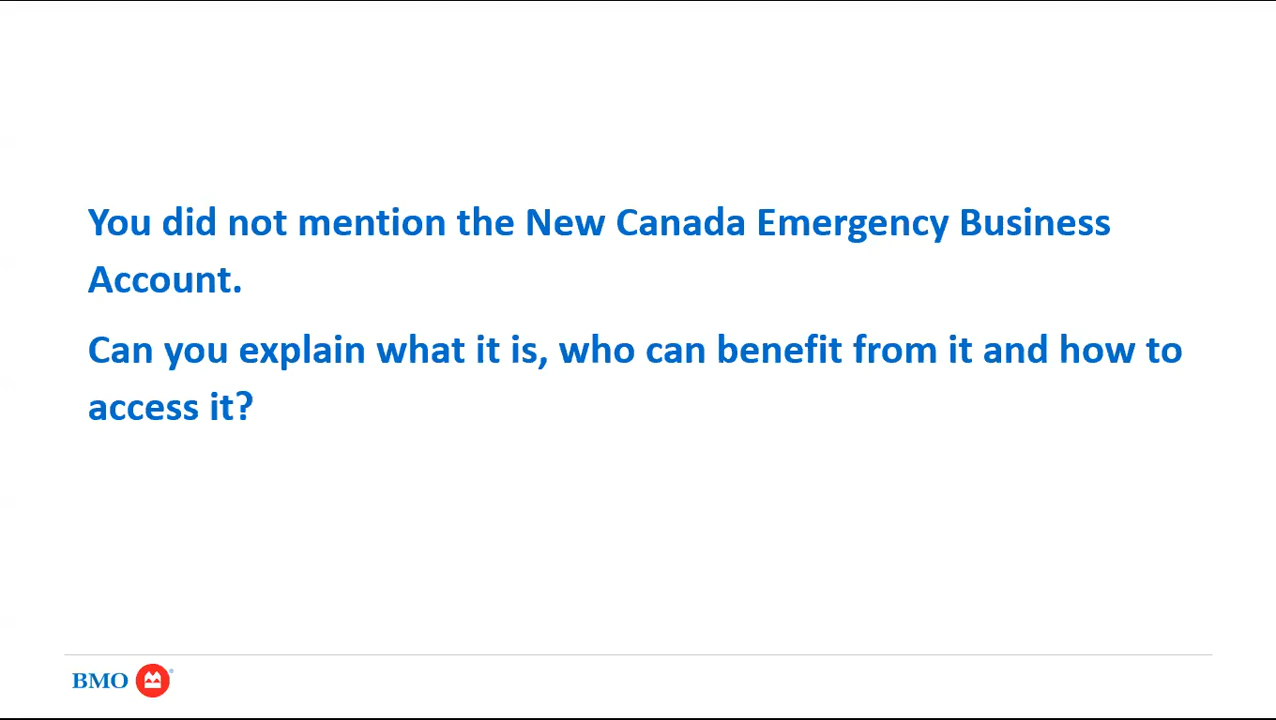 You did not mention the New Canada Emergency Business
Account.
Can you explain what it is, who can benefit from it and how to
access it?
BMO